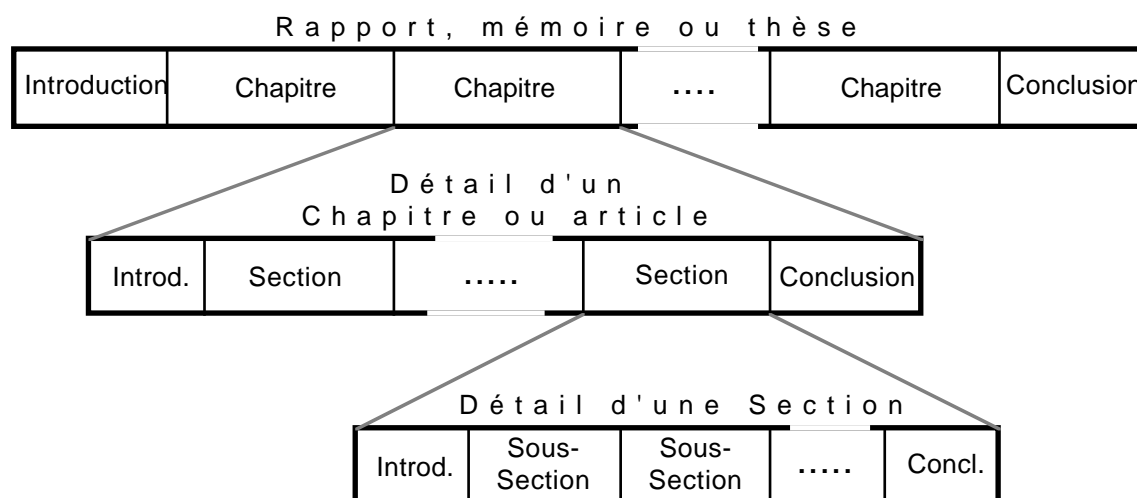 Rapport, mémoire ou thèse
Introduction Chapitre Chapitre .... Chapitre Conclusion
Détail d'un
Chapitre ou article
Introd. Section ..... Section Conclusion
Détail d'une Section
Introd. Sous-Section Sous-Section ..... Concl.